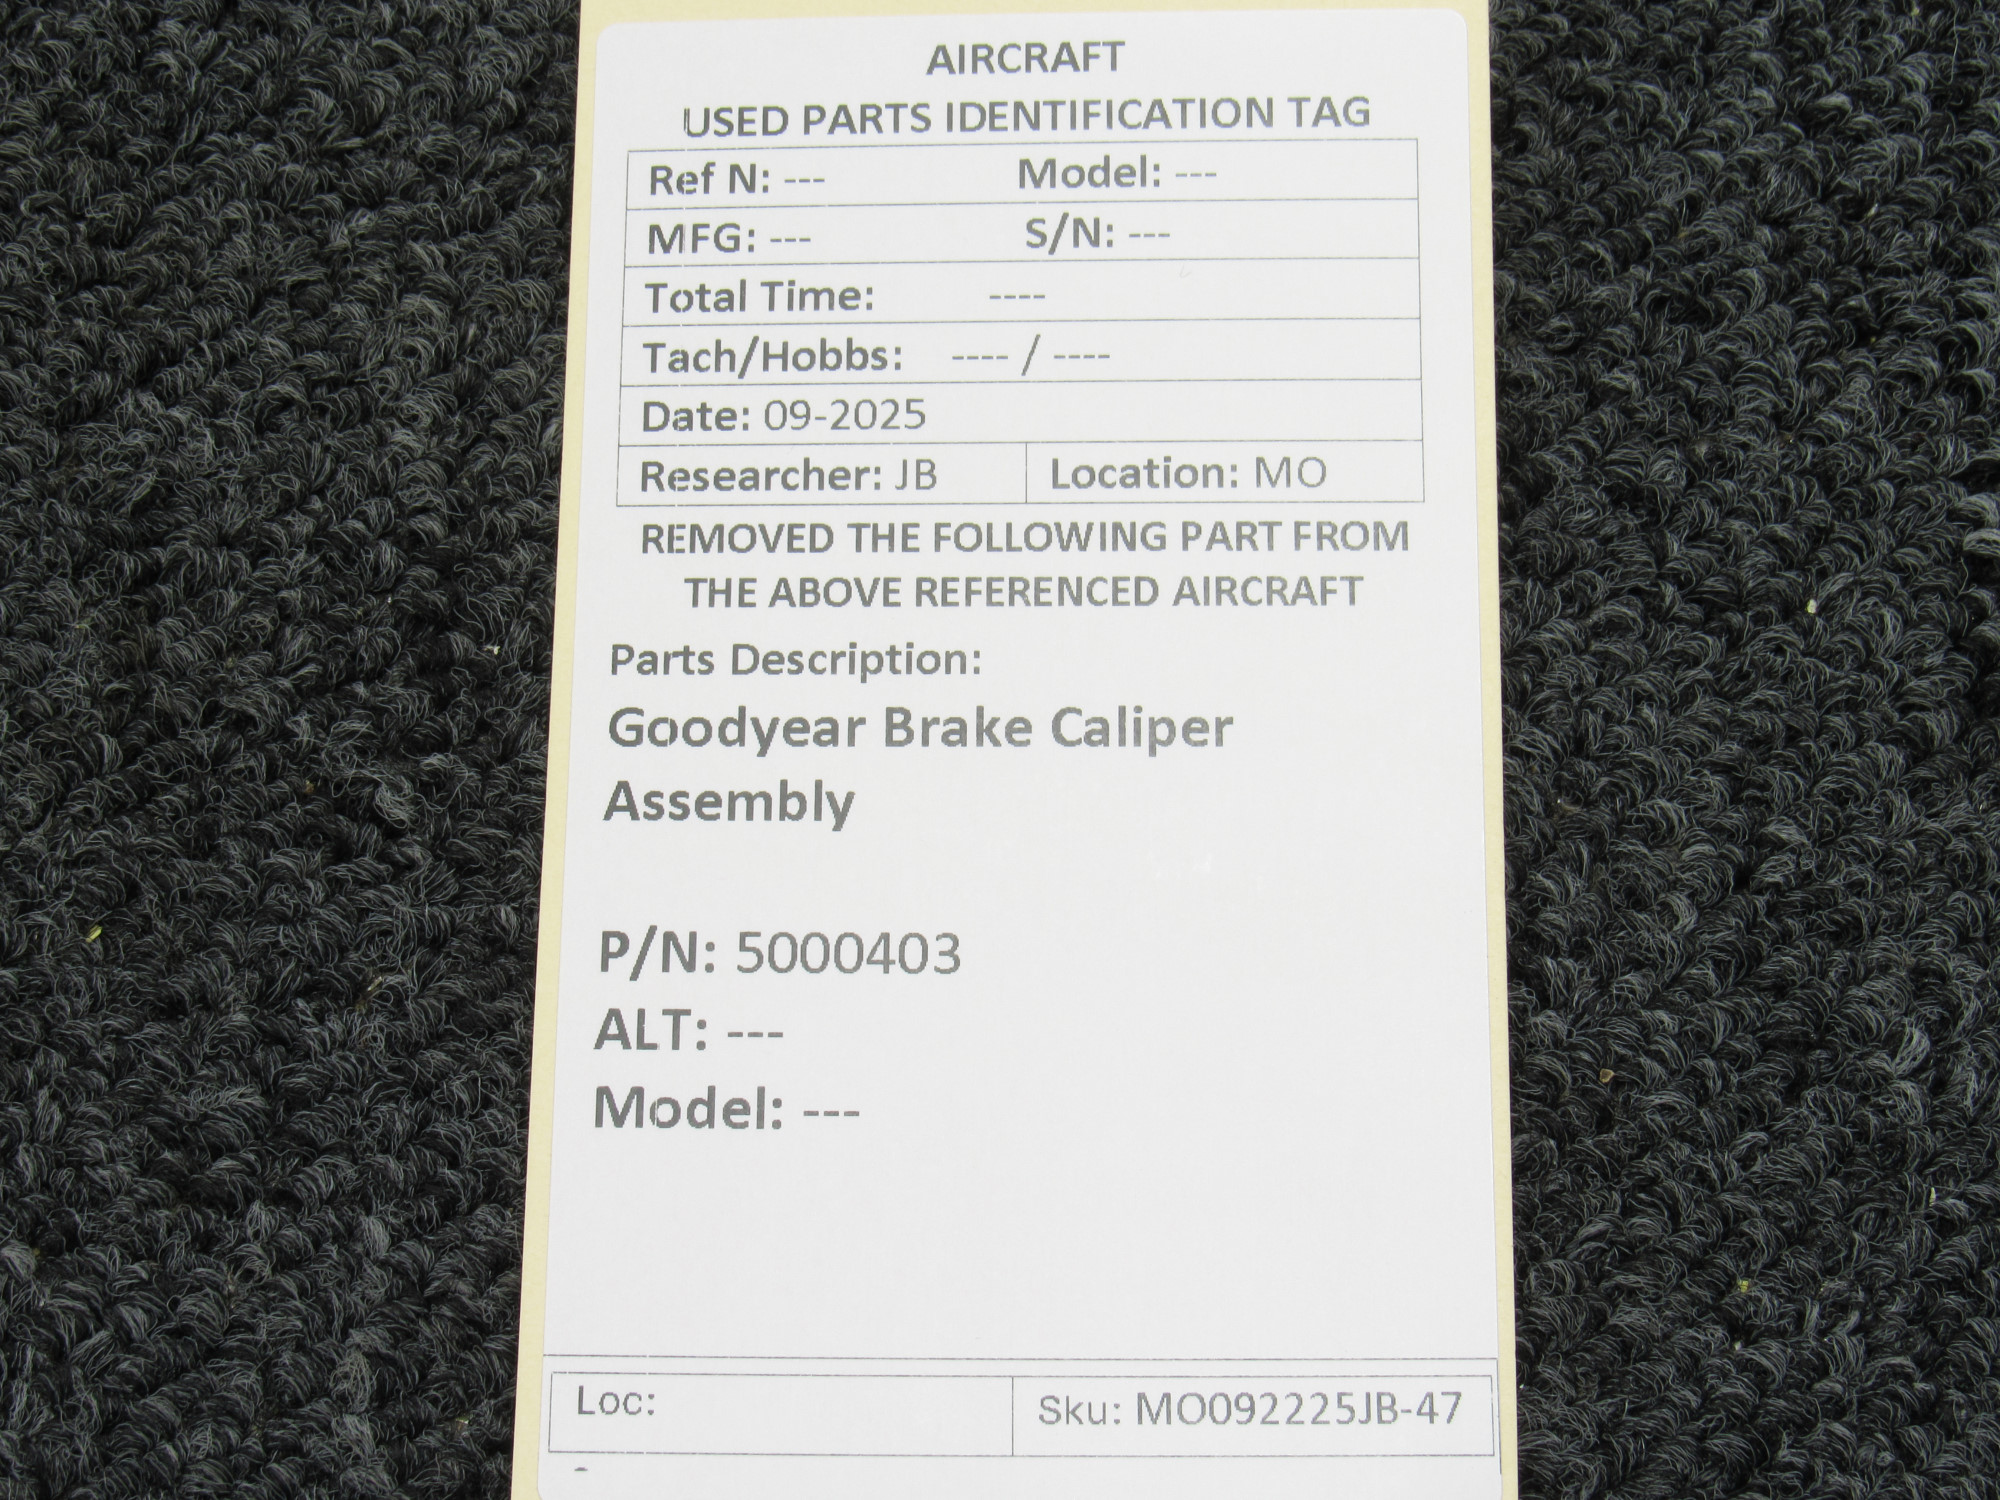 AIRCRAFT
USED PARTS IDENTIFICATION TAG
Ref N: --- Model: ---
MFG: --- S/N: ---
Total Time: ----
Tach/Hobbs: ---- / ----
Date: 09-2025
Researcher: JB Location: MO
REMOVED THE FOLLOWING PART FROM
THE ABOVE REFERENCED AIRCRAFT
Parts Description:
Goodyear Brake Caliper
Assembly
P/N: 5000403
ALT: ---
Model: ---
Loc: Sku: MO092225JB-47